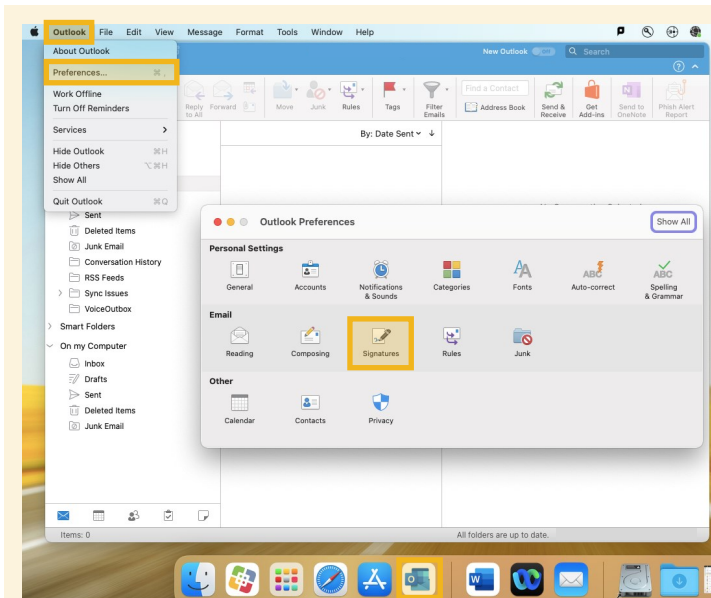 Outlook File Edit View Message Format Tools Window Help
About Outlook
Preferences... ⌘ ,
Work Offline
Turn Off Reminders
Services
Hide Outlook ⌘H
Hide Others ⌥⌘H
Show All
Quit Outlook ⌘Q
New Outlook
Search
Reply to All
Forward
Move
Junk
Rules
Tags
Filter Emails
Find a Contact
Address Book
Send & Receive
Get Add-ins
Send to OneNote
Phish Alert Report
By: Date Sent
Sent
Deleted Items
Junk Email
Conversation History
RSS Feeds
Sync Issues
VoiceOutbox
Smart Folders
On my Computer
Inbox
Drafts
Sent
Deleted Items
Junk Email
Outlook Preferences
Show All
Personal Settings
General
Accounts
Notifications
& Sounds
Categories
Fonts
Auto-correct
Spelling
& Grammar
Email
Reading
Composing
Signatures
Rules
Junk
Other
Calendar
Contacts
Privacy
Items: 0
All folders are up to date.